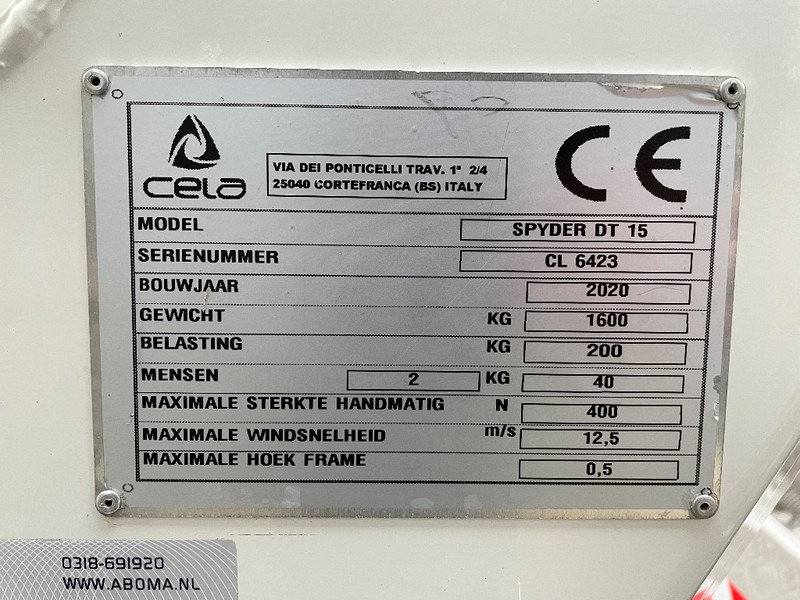 cela
VIA DEI PONTICELLI TRAV. 1ª 2/4
25040 CORTEFRANCA (BS) ITALY
CE
MODEL SPYDER DT 15
SERIENUMMER CL 6423
BOUWJAAR 2020
GEWICHT KG 1600
BELASTING KG 200
MENSEN 2 KG 40
MAXIMALE STERKTE HANDMATIG N 400
MAXIMALE WINDSNELHEID m/s 12,5
MAXIMALE HOEK FRAME 0,5
0318-691920
WWW.ABOMA.NL